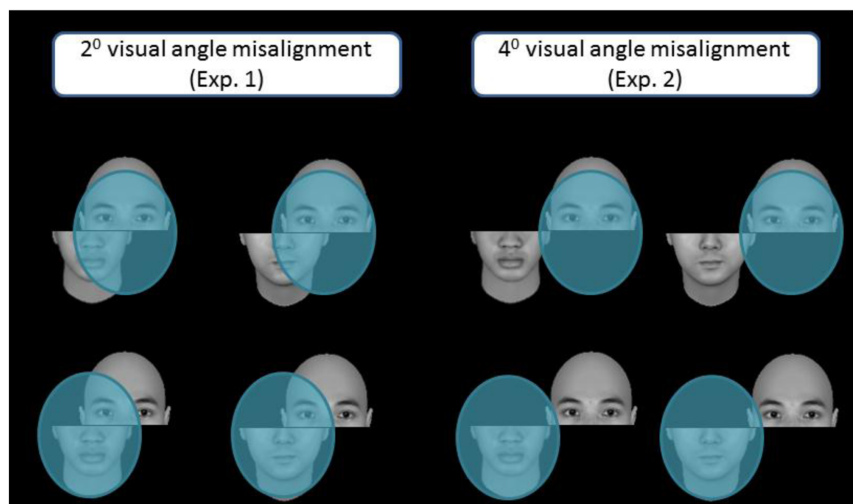 2⁰ visual angle misalignment
(Exp. 1)
4⁰ visual angle misalignment
(Exp. 2)